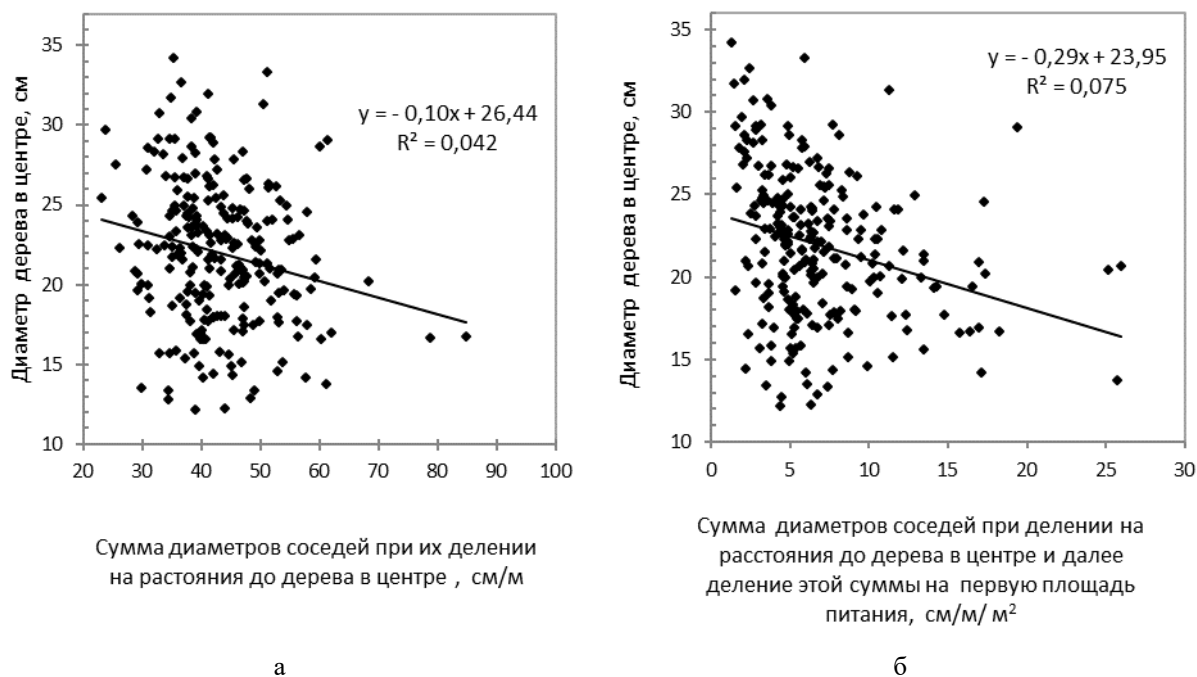 35
30
25
20
15
10
Диаметр дерева в центре, см
y = - 0,10x + 26,44
R² = 0,042
20 30 40 50 60 70 80 90 100
Сумма диаметров соседей при их делении
на растояния до дерева в центре , см/м
а
35
30
25
20
15
10
Диаметр дерева в центре, см
y = - 0,29x + 23,95
R² = 0,075
0 5 10 15 20 25 30
Сумма диаметров соседей при делении на
расстояния до дерева в центре и далее
деление этой суммы на первую площадь
питания, см/м/ м²
б